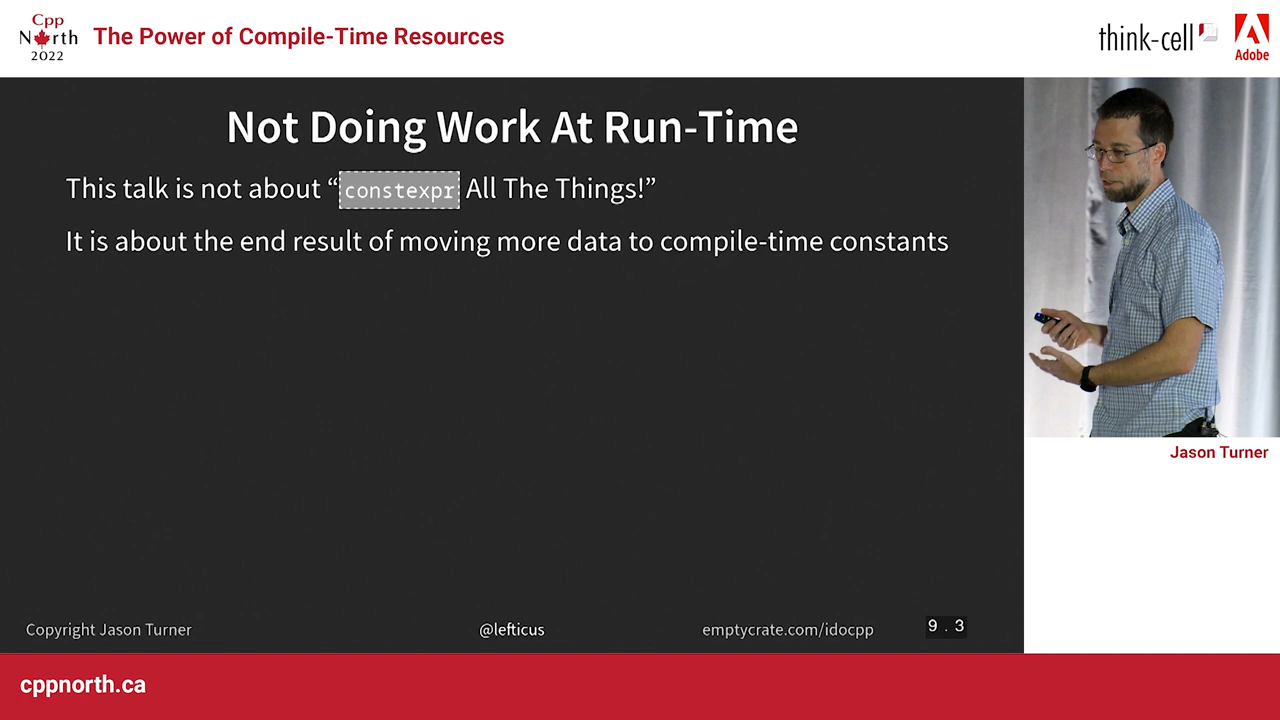 Cpp
North
2022
The Power of Compile-Time Resources
think-cell
Adobe
Not Doing Work At Run-Time
This talk is not about “constexpr All The Things!”
It is about the end result of moving more data to compile-time constants
Jason Turner
Copyright Jason Turner
@lefticus
emptycrate.com/idocpp
9 . 3
cppnorth.ca